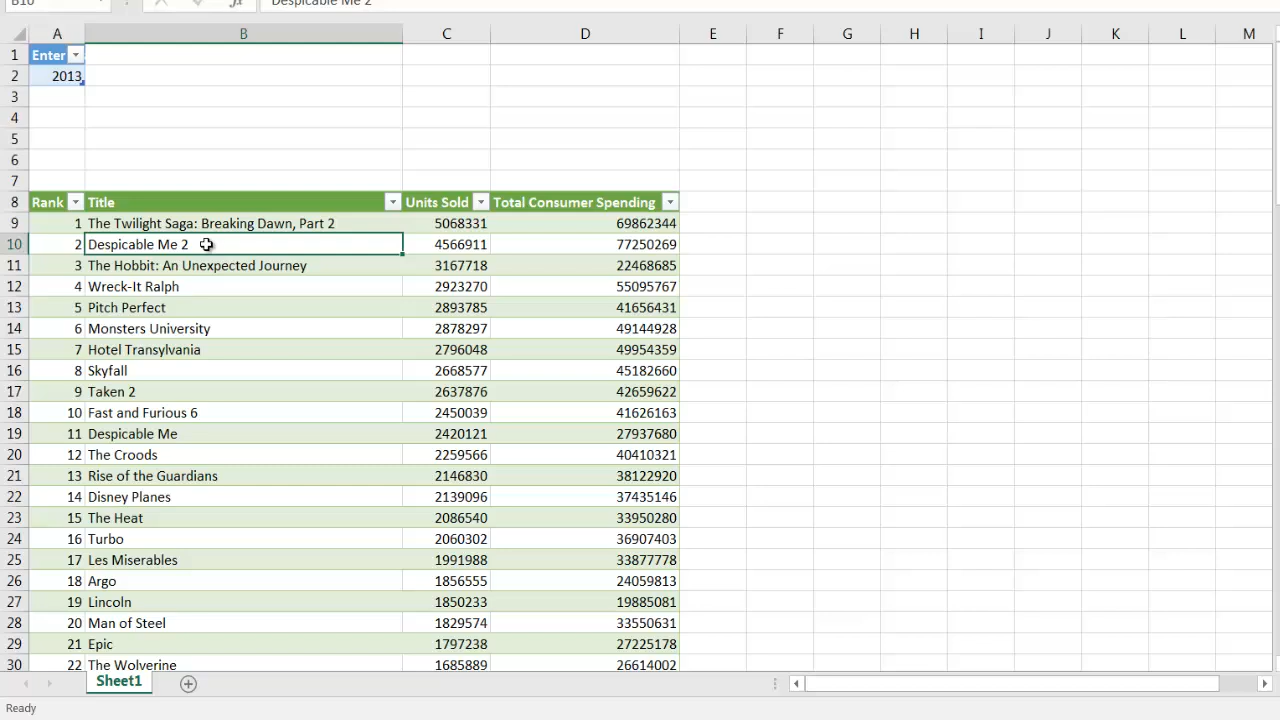 B10 fx Despicable Me 2
A B C D E F G H I J K L M
1 Enter
2 2013
3
4
5
6
7
8 Rank Title Units Sold Total Consumer Spending
9 1 The Twilight Saga: Breaking Dawn, Part 2 5068331 69862344
10 2 Despicable Me 2 4566911 77250269
11 3 The Hobbit: An Unexpected Journey 3167718 22468685
12 4 Wreck-It Ralph 2923270 55095767
13 5 Pitch Perfect 2893785 41656431
14 6 Monsters University 2878297 49144928
15 7 Hotel Transylvania 2796048 49954359
16 8 Skyfall 2668577 45182660
17 9 Taken 2 2637876 42659622
18 10 Fast and Furious 6 2450039 41626163
19 11 Despicable Me 2420121 27937680
20 12 The Croods 2259566 40410321
21 13 Rise of the Guardians 2146830 38122920
22 14 Disney Planes 2139096 37435146
23 15 The Heat 2086540 33950280
24 16 Turbo 2060302 36907403
25 17 Les Miserables 1991988 33877778
26 18 Argo 1856555 24059813
27 19 Lincoln 1850233 19885081
28 20 Man of Steel 1829574 33550631
29 21 Epic 1797238 27225178
30 22 The Wolverine 1685889 26614002
Sheet1
Ready